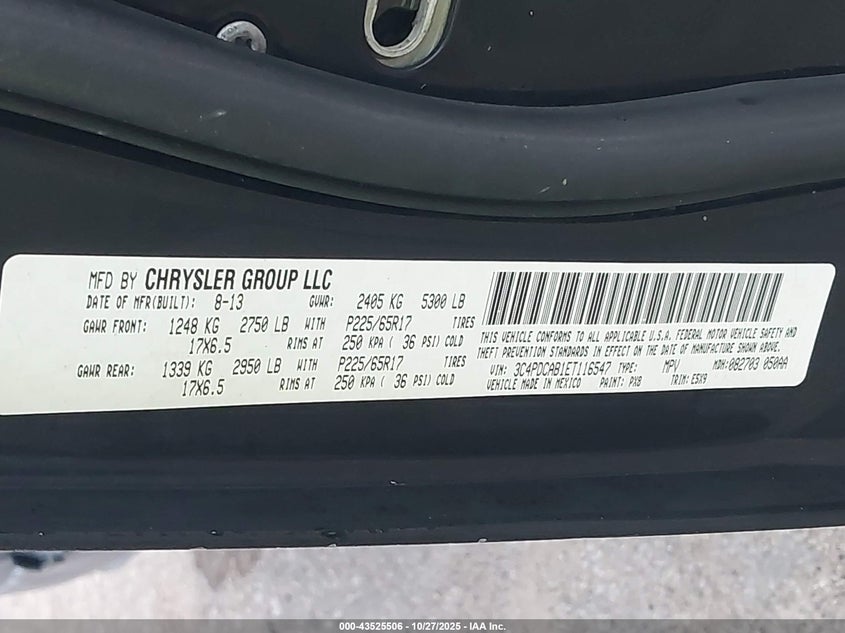 MFD BY CHRYSLER GROUP LLC
DATE OF MFR(BUILT): 8-13 GVWR: 2405 KG 5300 LB
GAWR FRONT: 1248 KG 2750 LB WITH P225/65R17 TIRES
17X6.5 RIMS AT 250 KPA ( 36 PSI) COLD
GAWR REAR: 1339 KG 2950 LB WITH P225/65R17 TIRES
17X6.5 RIMS AT 250 KPA ( 36 PSI) COLD
THIS VEHICLE CONFORMS TO ALL APPLICABLE U.S.A. FEDERAL MOTOR VEHICLE SAFETY AND
THEFT PREVENTION STANDARDS IN EFFECT ON THE DATE OF MANUFACTURE SHOWN ABOVE.
VIN: 3C4PDCAB1ET116547 TYPE: MPV MDH:082703 050AA
VEHICLE MADE IN MEXICO PAINT: PX8 TRIM: E5X9
000-43525506 - 10/27/2025 - IAA Inc.